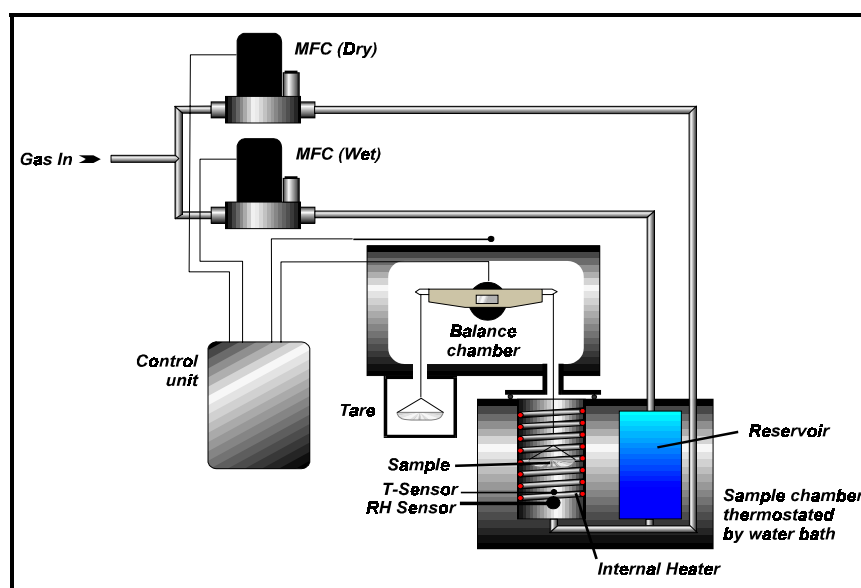 MFC (Dry)
Gas In
MFC (Wet)
Balance
chamber
Control
unit
Tare
Reservoir
Sample
T-Sensor
RH Sensor
Sample chamber
thermostated
by water bath
Internal Heater